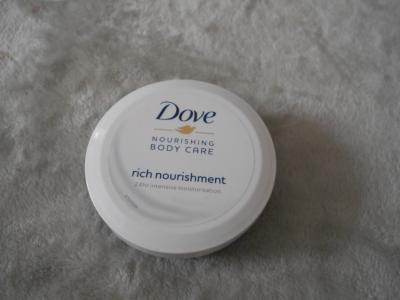 Dove
NOURISHING
BODY CARE
rich nourishment
24hr intensive moisturisation